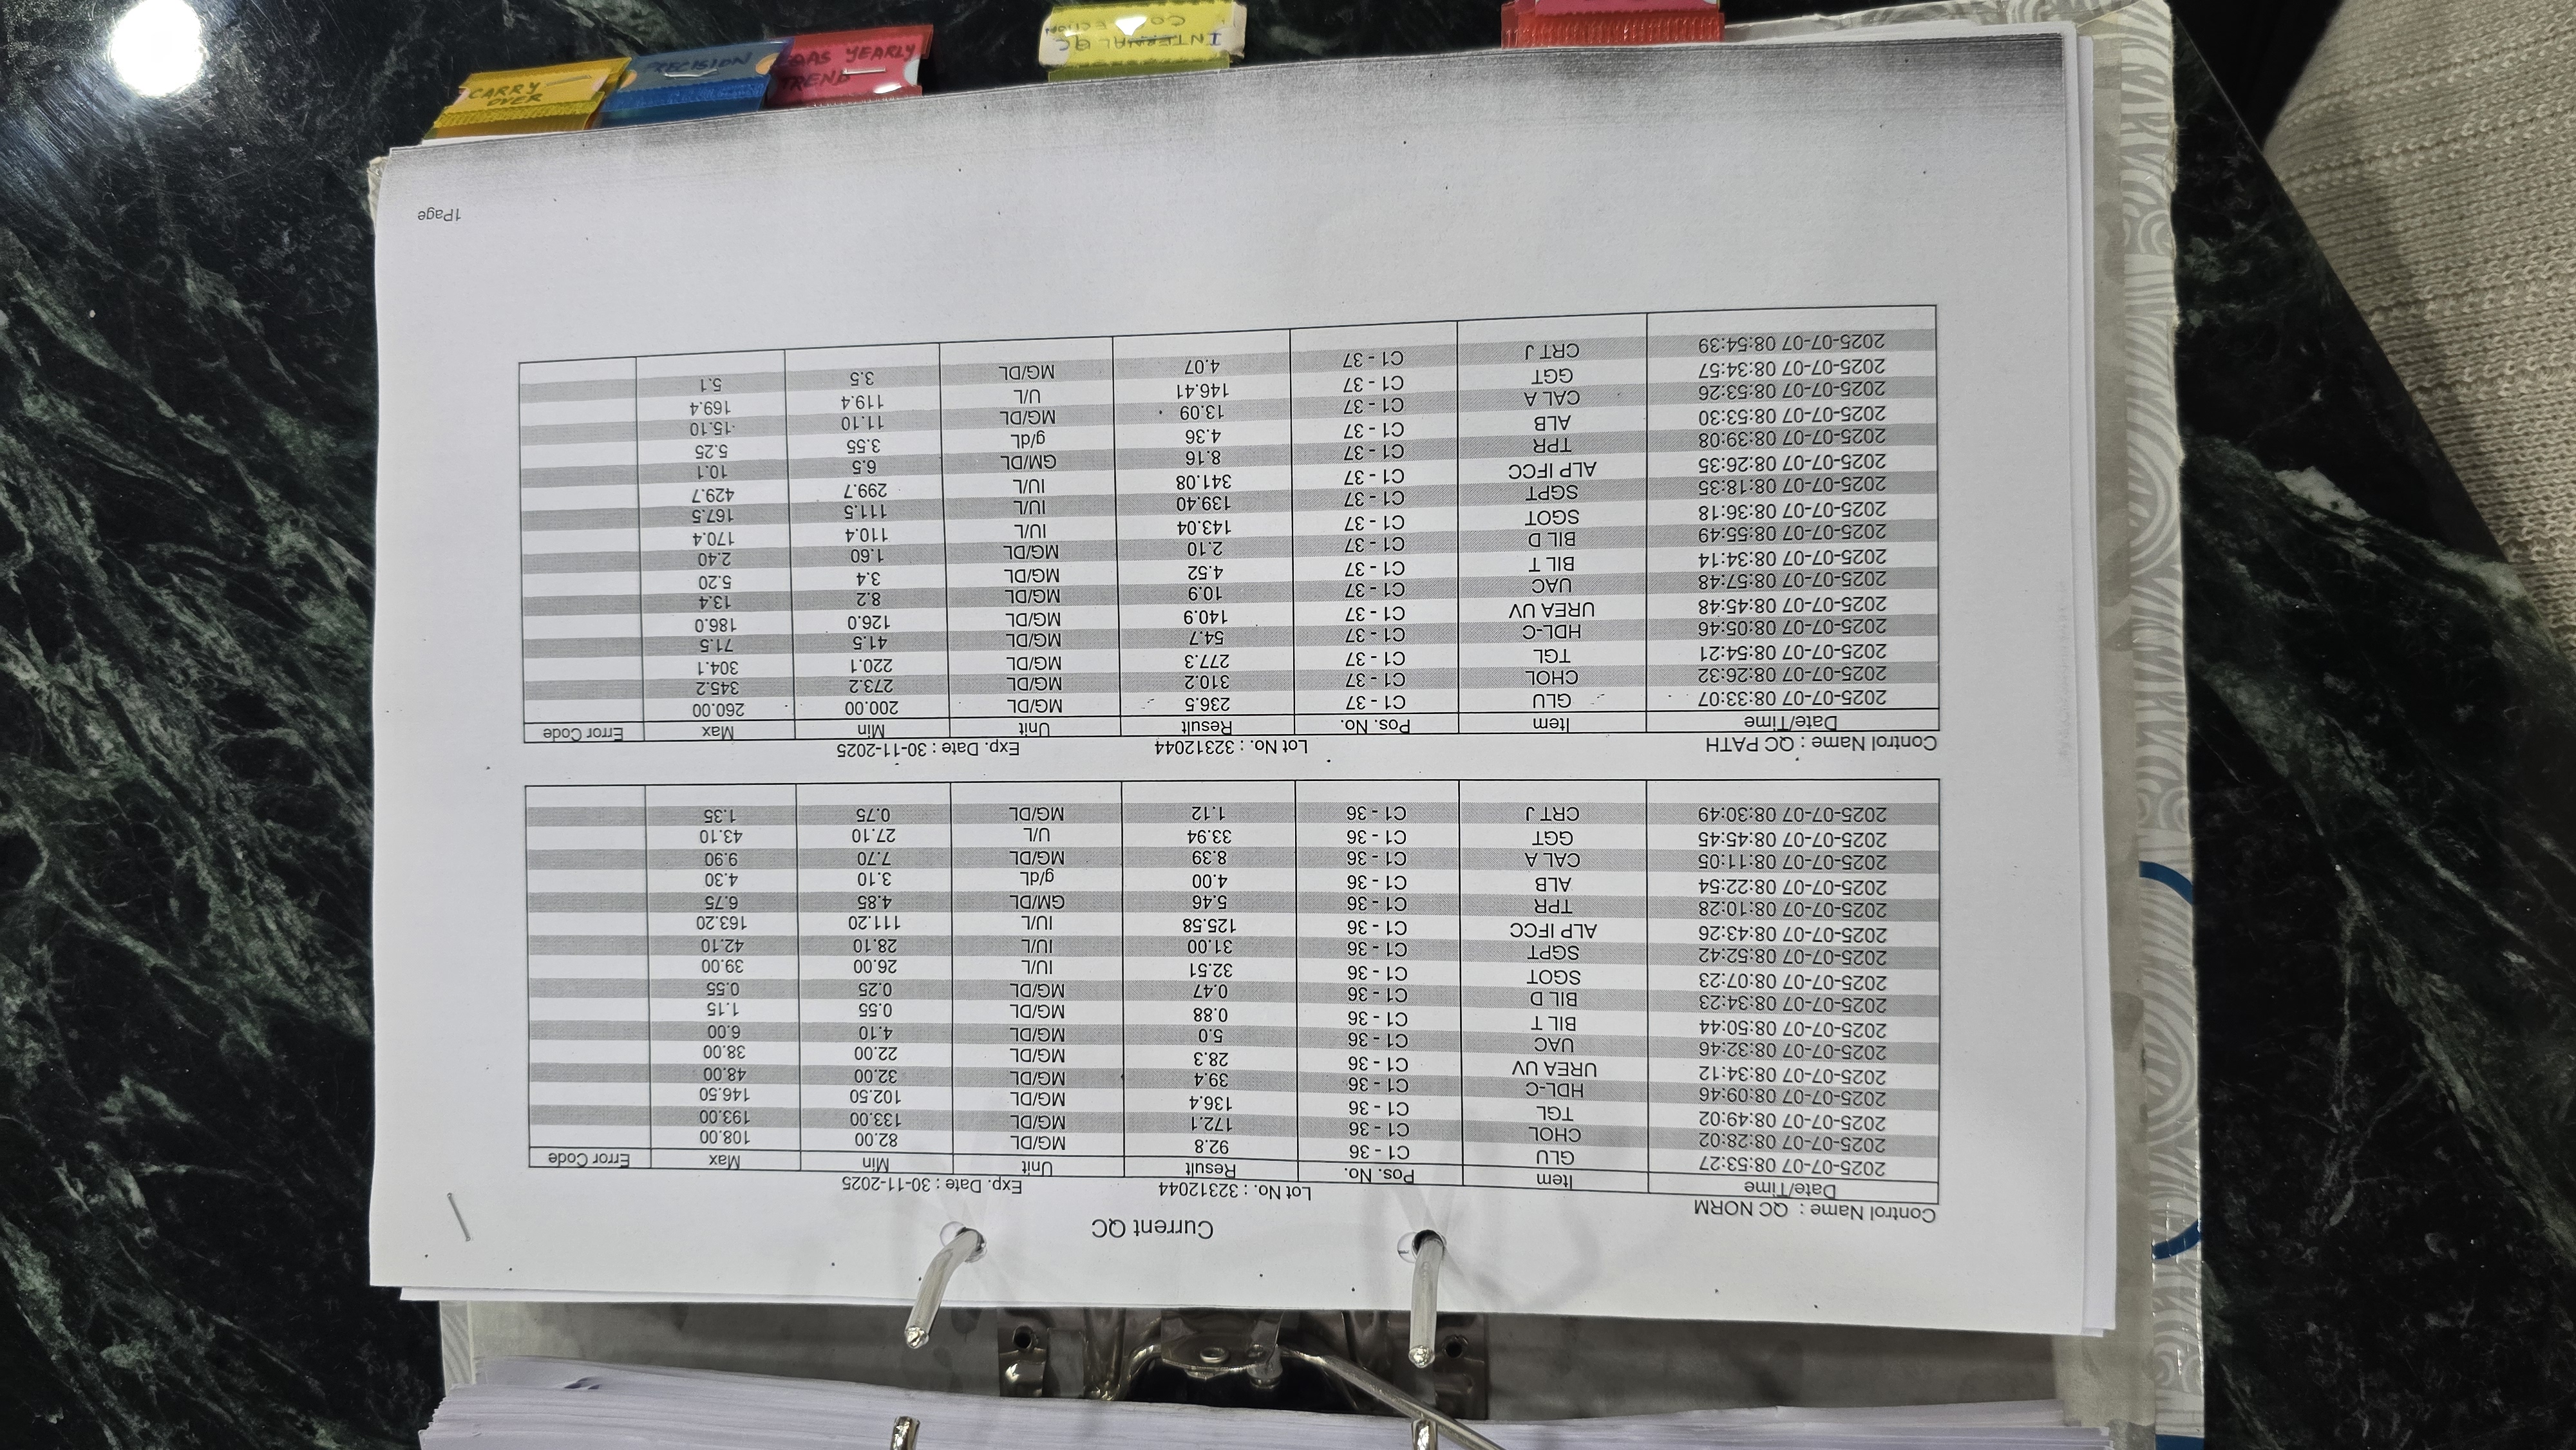 Current QC
Control Name : QC NORM Lot No. : 32312044 Exp. Date : 30-11-2025
Date/Time Item Pos. No. Result Unit Min Max Error Code
2025-07-07 08:53:27 GLU C1 - 36 92.8 MG/DL 82.00 108.00
2025-07-07 08:28:02 CHOL C1 - 36 172.1 MG/DL 133.00 193.00
2025-07-07 08:49:02 TGL C1 - 36 136.4 MG/DL 102.50 146.50
2025-07-07 08:09:46 HDL-C C1 - 36 39.4 MG/DL 32.00 48.00
2025-07-07 08:34:12 UREA UV C1 - 36 28.3 MG/DL 22.00 38.00
2025-07-07 08:32:46 UAC C1 - 36 5.0 MG/DL 4.10 6.00
2025-07-07 08:50:44 BIL T C1 - 36 0.88 MG/DL 0.55 1.15
2025-07-07 08:34:23 BIL D C1 - 36 0.47 MG/DL 0.25 0.55
2025-07-07 08:07:23 SGOT C1 - 36 32.51 IU/L 26.00 39.00
2025-07-07 08:52:42 SGPT C1 - 36 31.00 IU/L 28.10 42.10
2025-07-07 08:43:26 ALP IFCC C1 - 36 125.58 IU/L 111.20 163.20
2025-07-07 08:10:28 TPR C1 - 36 5.46 GM/DL 4.85 6.75
2025-07-07 08:22:54 ALB C1 - 36 4.00 g/dL 3.10 4.30
2025-07-07 08:11:05 CAL A C1 - 36 8.39 MG/DL 7.70 9.90
2025-07-07 08:45:45 GGT C1 - 36 33.94 U/L 27.10 43.10
2025-07-07 08:30:49 CRT J C1 - 36 1.12 MG/DL 0.75 1.35
Control Name : QC PATH Lot No. : 32312044 Exp. Date : 30-11-2025
Date/Time Item Pos. No. Result Unit Min Max Error Code
2025-07-07 08:33:07 GLU C1 - 37 236.5 MG/DL 200.00 260.00
2025-07-07 08:26:32 CHOL C1 - 37 310.2 MG/DL 273.2 345.2
2025-07-07 08:54:21 TGL C1 - 37 277.3 MG/DL 220.1 304.1
2025-07-07 08:05:46 HDL-C C1 - 37 54.7 MG/DL 41.5 71.5
2025-07-07 08:45:48 UREA UV C1 - 37 140.9 MG/DL 126.0 186.0
2025-07-07 08:57:48 UAC C1 - 37 10.9 MG/DL 8.2 13.4
2025-07-07 08:34:14 BIL T C1 - 37 4.52 MG/DL 3.4 5.20
2025-07-07 08:55:49 BIL D C1 - 37 2.10 MG/DL 1.60 2.40
2025-07-07 08:36:18 SGOT C1 - 37 143.04 IU/L 110.4 170.4
2025-07-07 08:18:35 SGPT C1 - 37 139.40 IU/L 111.5 167.5
2025-07-07 08:26:35 ALP IFCC C1 - 37 341.08 IU/L 299.7 429.7
2025-07-07 08:39:08 TPR C1 - 37 8.16 GM/DL 6.5 10.1
2025-07-07 08:53:30 ALB C1 - 37 4.36 g/dL 3.55 5.25
2025-07-07 08:53:26 CAL A C1 - 37 13.09 MG/DL 11.10 15.10
2025-07-07 08:34:57 GGT C1 - 37 146.41 U/L 119.4 169.4
2025-07-07 08:54:39 CRT J C1 - 37 4.07 MG/DL 3.5 5.1
1Page
INTERNAL QC
YEARLY
CARRY
OVER